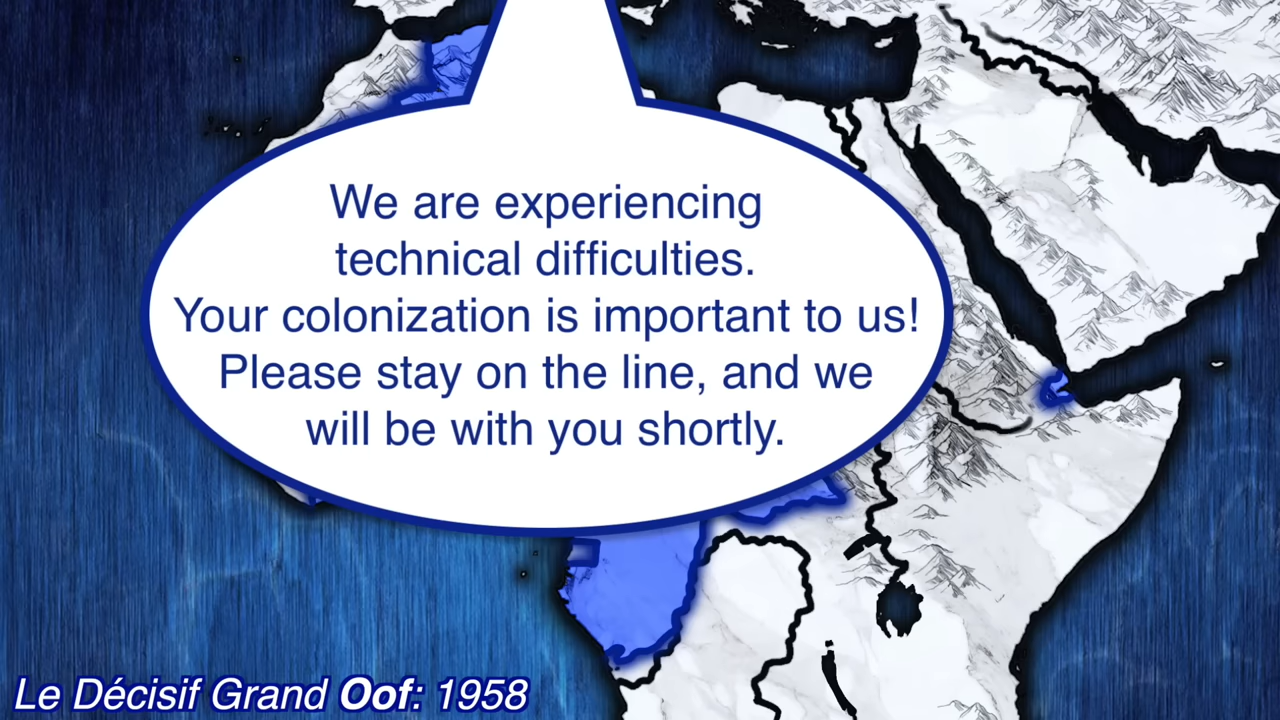 We are experiencing
technical difficulties.
Your colonization is important to us!
Please stay on the line, and we
will be with you shortly.
Le Décisif Grand Oof: 1958